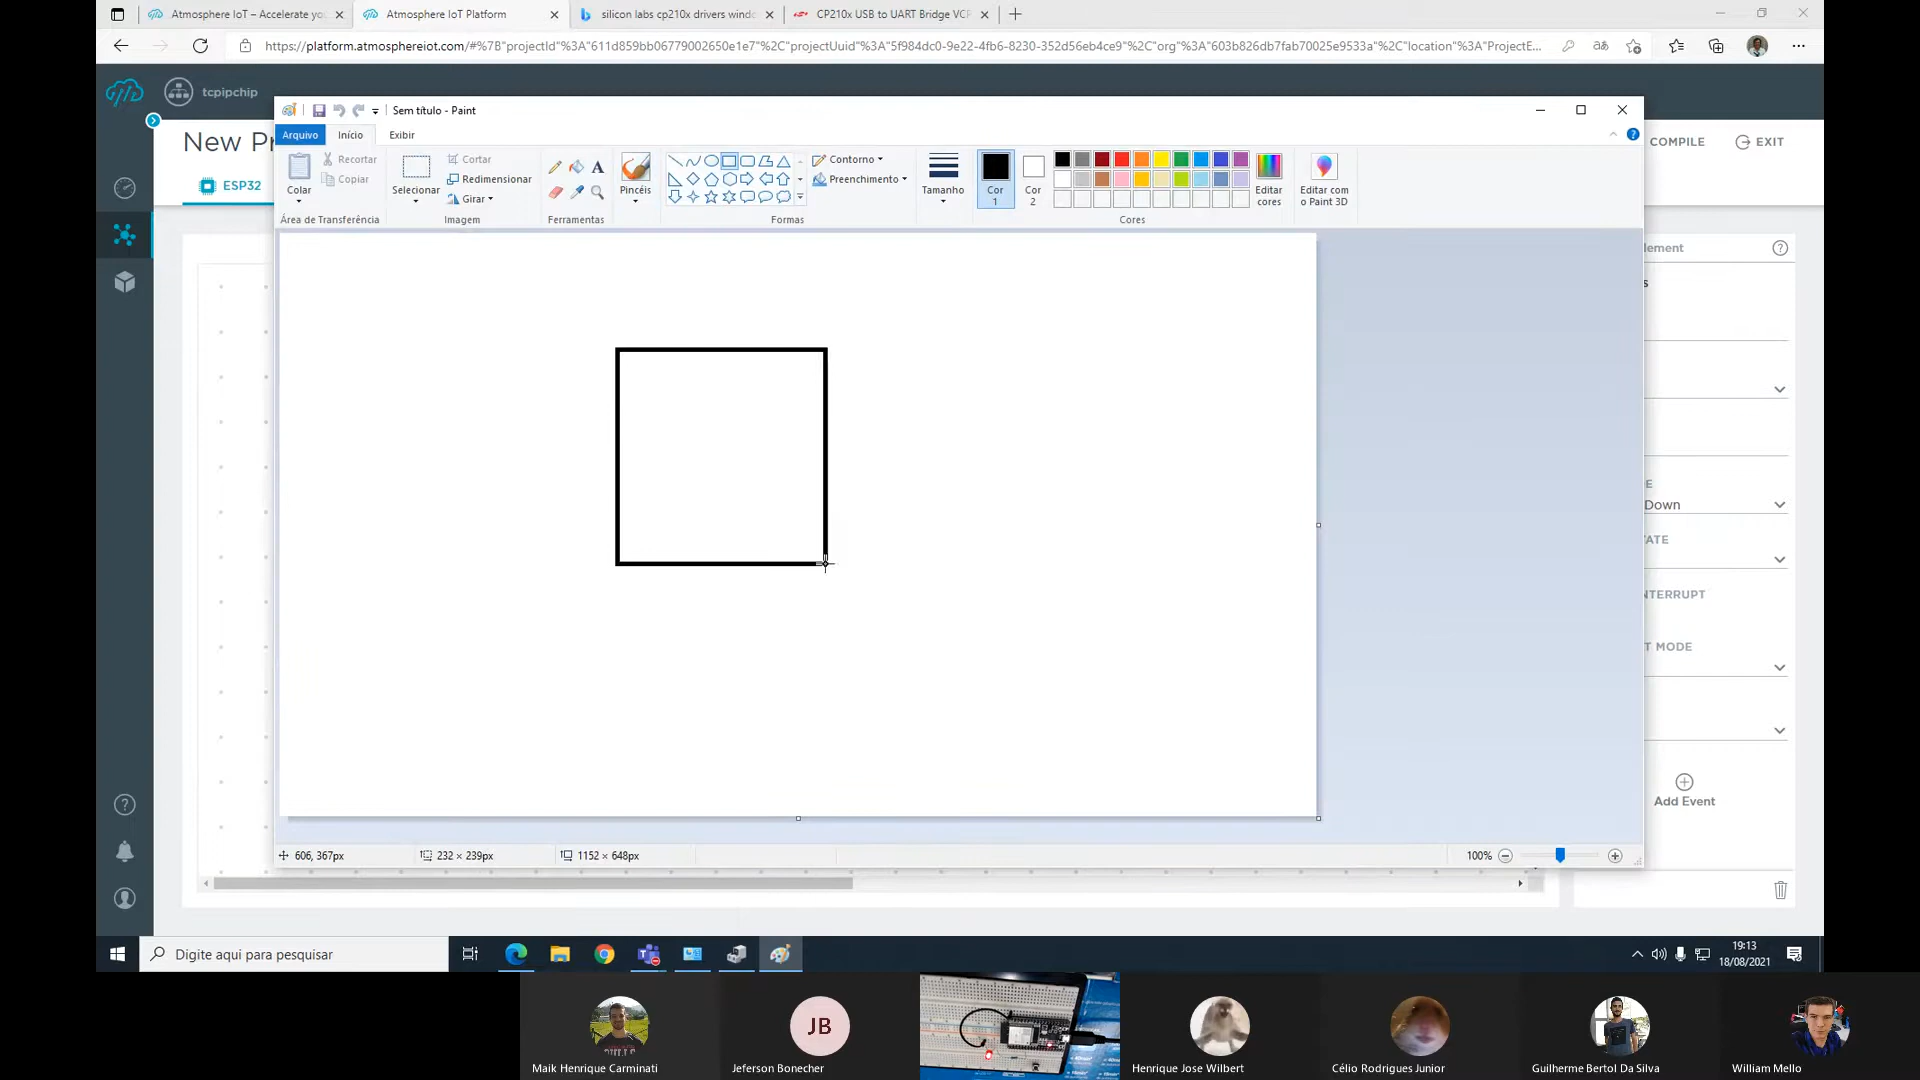 Atmosphere IoT – Accelerate you
Atmosphere IoT Platform
silicon labs cp210x drivers windo
CP210x USB to UART Bridge VCP
https://platform.atmosphereiot.com/#%7B"projectId"%3A"611d859bb06779002650e1e7"%2C"projectUuid"%3A"5f984dc0-9e22-4fb6-8230-352d56eb4ce9"%2C"org"%3A"603b826db7fab70025e9533a"%2C"location"%3A"ProjectE...
tcpipchip
Sem título - Paint
Arquivo
Início
Exibir
New Pr
COMPILE
EXIT
ESP32
Colar
Recortar
Copiar
Área de Transferência
Selecionar
Cortar
Redimensionar
Girar
Imagem
A
Ferramentas
Pincéis
Contorno
Preenchimento
Formas
Tamanho
Cor
1
Cor
2
Cores
Editar
cores
Editar com
o Paint 3D
lement
s
E
Down
ATE
NTERRUPT
T MODE
Add Event
606, 367px
232 × 239px
1152 × 648px
100%
Digite aqui para pesquisar
19:13
18/08/2021
JB
Maik Henrique Carminati
Jeferson Bonecher
Henrique Jose Wilbert
Célio Rodrigues Junior
Guilherme Bertol Da Silva
William Mello